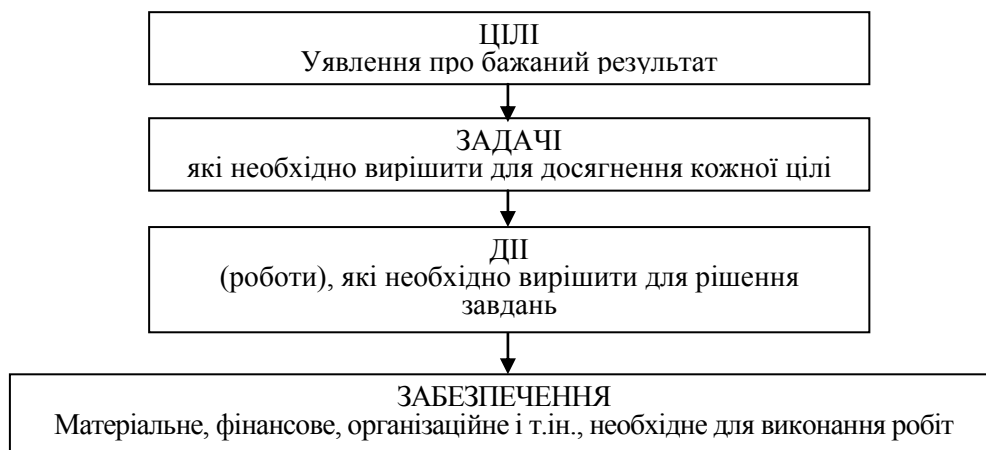 ЦІЛІ
Уявлення про бажаний результат
ЗАДАЧІ
які необхідно вирішити для досягнення кожної цілі
ДІІ
(роботи), які необхідно вирішити для рішення
завдань
ЗАБЕЗПЕЧЕННЯ
Матеріальне, фінансове, організаційне і т.ін., необхідне для виконання робіт